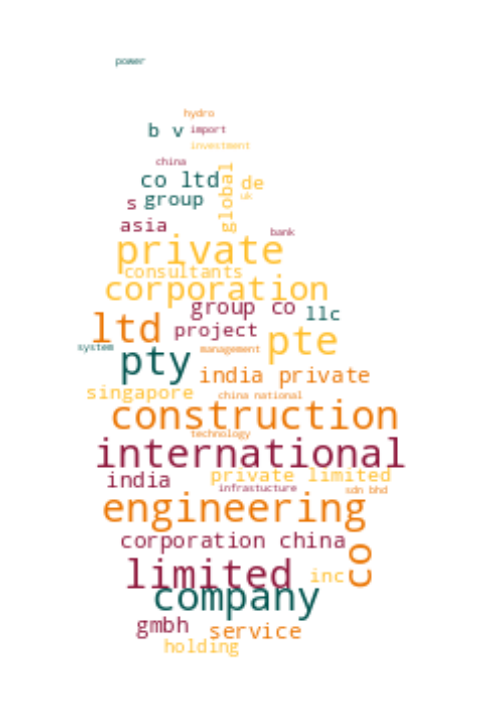 power
hydro
b v
import
investment
china
co ltd
global
de
s
group
uk
asia
bank
private
consultants
corporation
group co
llc
ltd
project
pte
system
pty
management
india private
singapore
china national
construction
technology
international
india
private limited
infrastucture
sdn bhd
engineering
corporation china
co
limited
inc
company
gmbh
service
holding